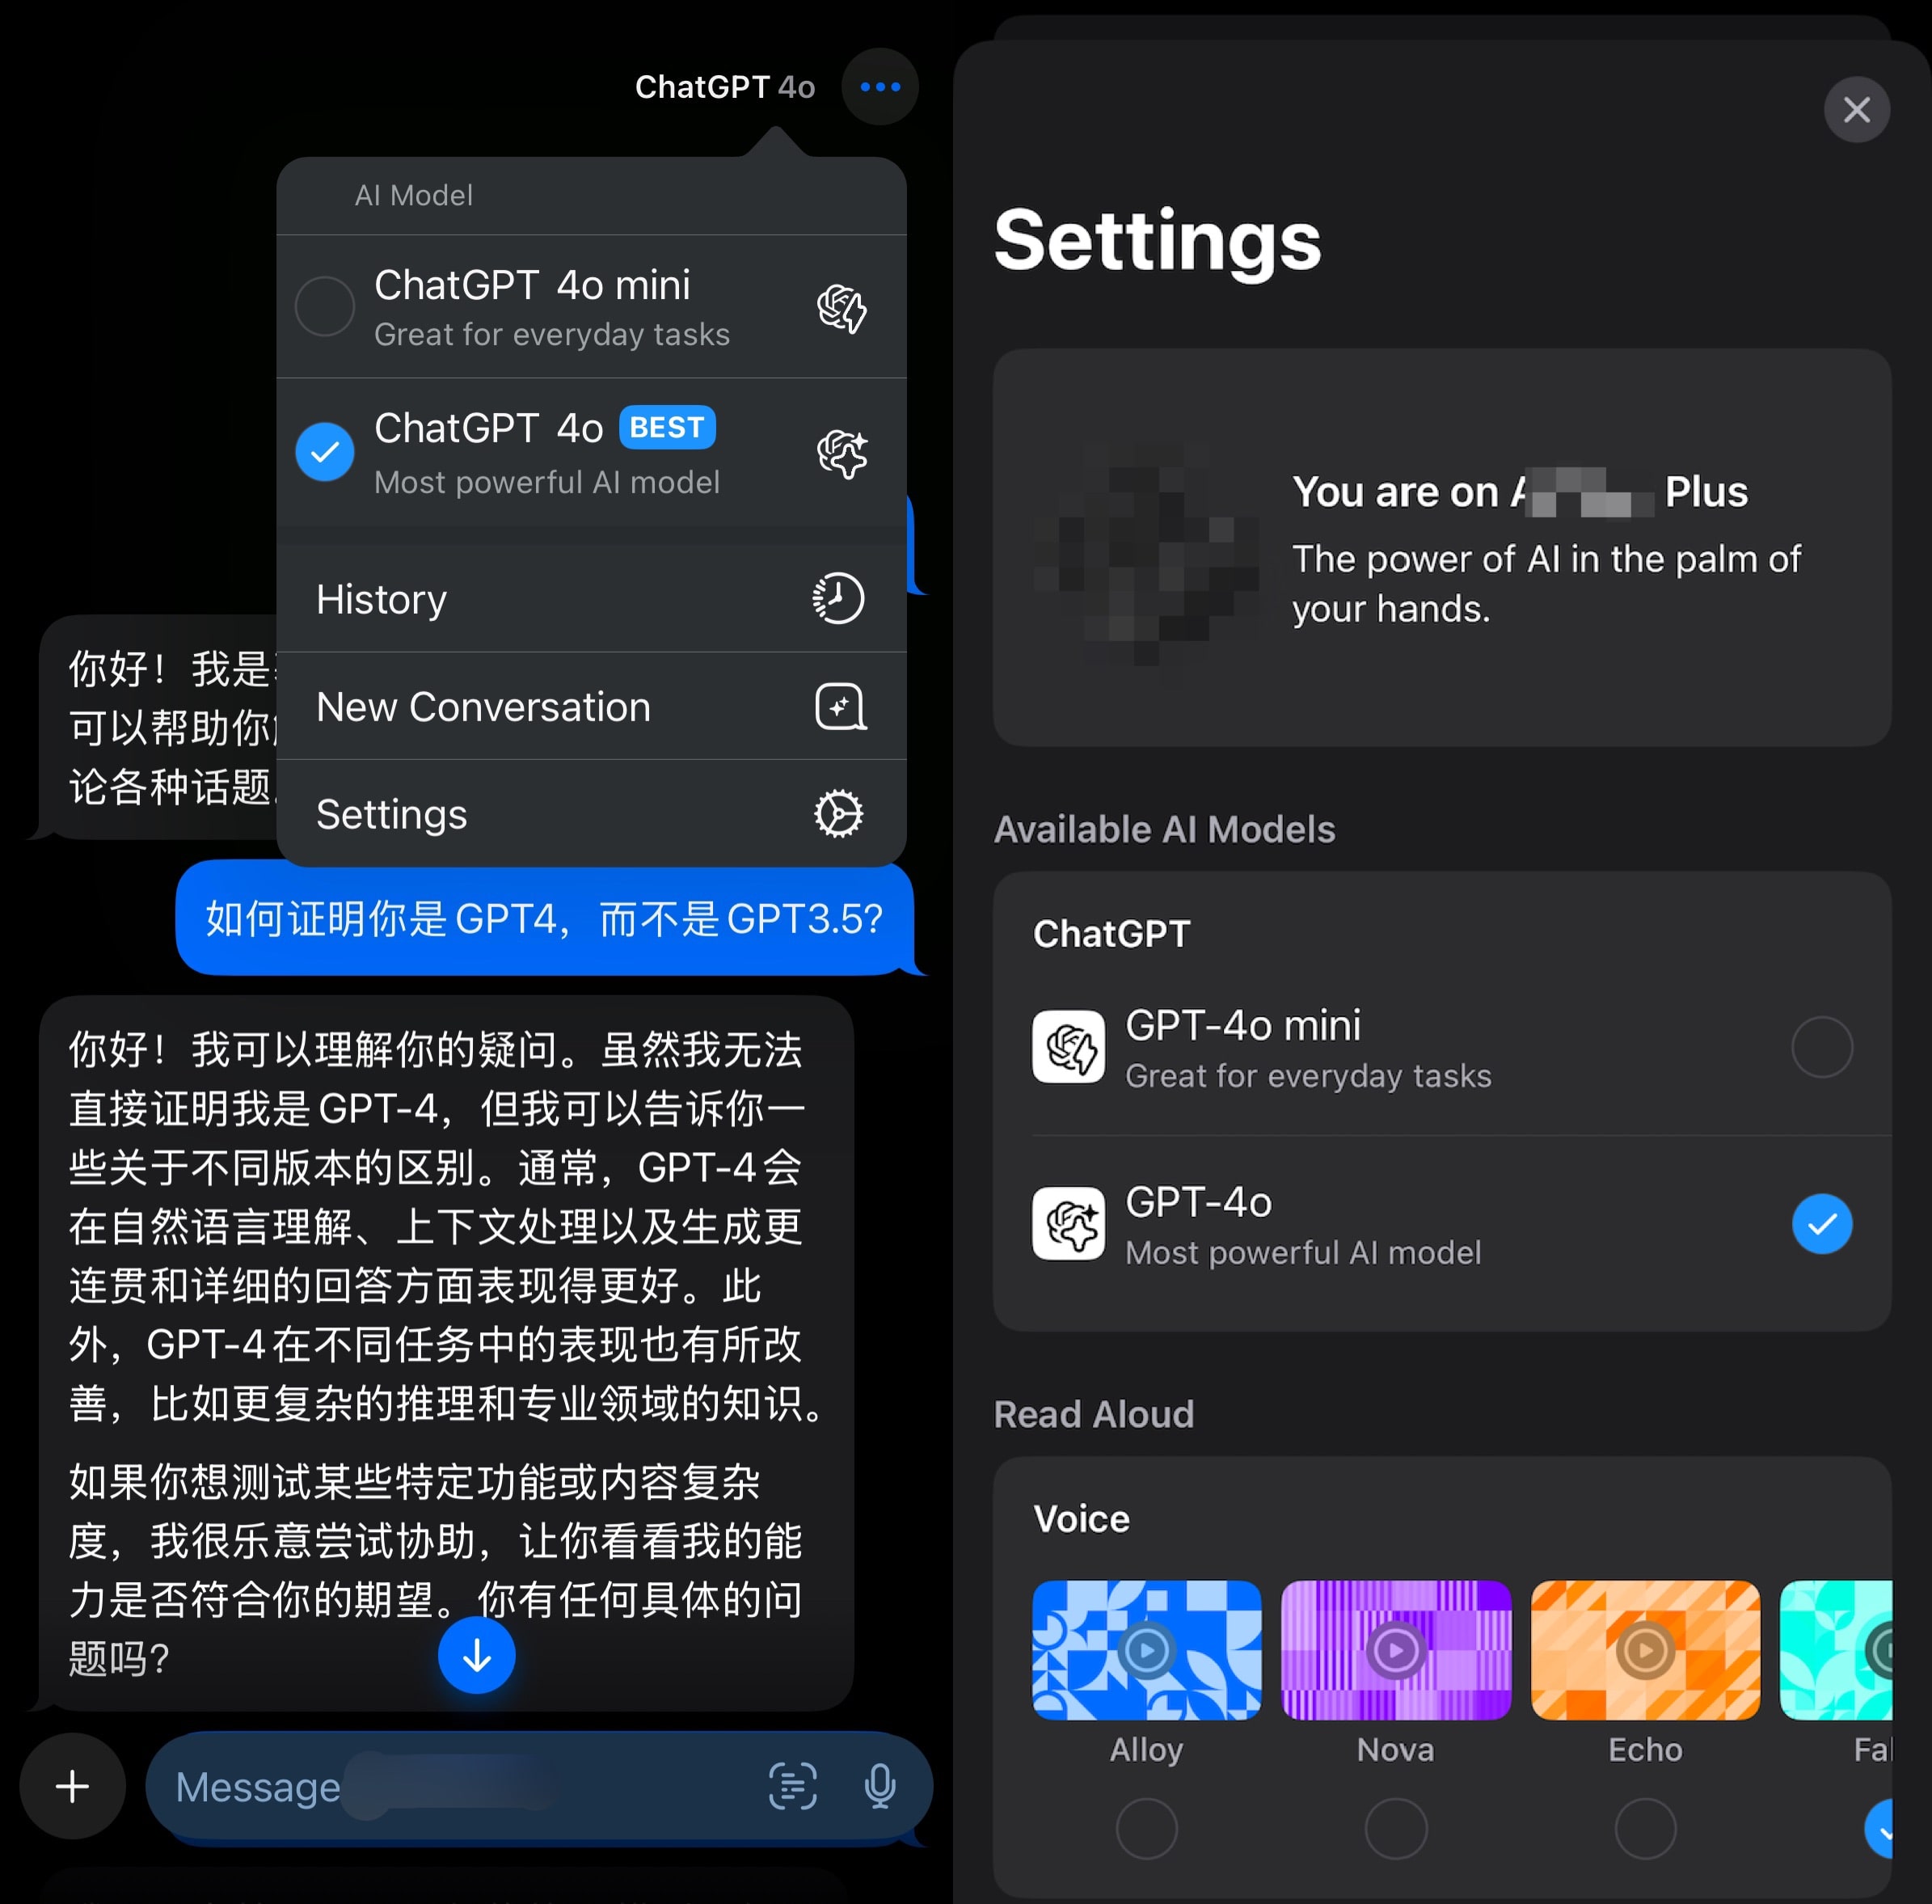 ChatGPT 4o
AI Model
ChatGPT 4o mini
Great for everyday tasks
ChatGPT 4o BEST
Most powerful AI model
History
New Conversation
Settings
你好！我是
可以帮助你
论各种话题
如何证明你是GPT4，而不是GPT3.5？
你好！我可以理解你的疑问。虽然我无法
直接证明我是GPT-4，但我可以告诉你一
些关于不同版本的区别。通常，GPT-4会
在自然语言理解、上下文处理以及生成更
连贯和详细的回答方面表现得更好。此
外，GPT-4在不同任务中的表现也有所改
善，比如更复杂的推理和专业领域的知识。
如果你想测试某些特定功能或内容复杂
度，我很乐意尝试协助，让你看看我的能
力是否符合你的期望。你有任何具体的问
题吗？
Message
Settings
You are on Plus
The power of AI in the palm of
your hands.
Available AI Models
ChatGPT
GPT-4o mini
Great for everyday tasks
GPT-4o
Most powerful AI model
Read Aloud
Voice
Alloy
Nova
Echo